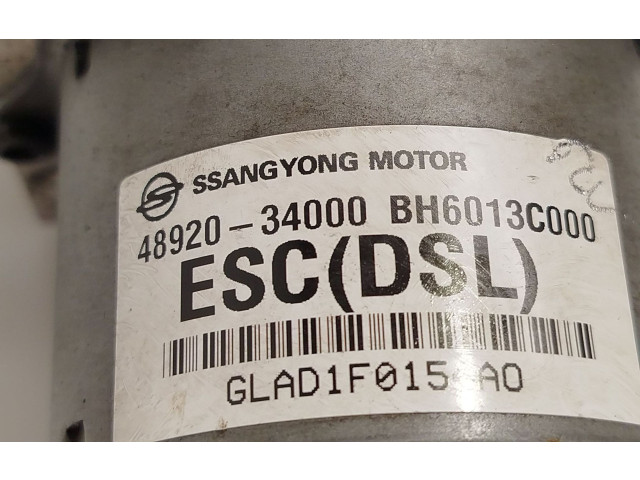 SSANGYONG MOTOR
48920-34000 BH6013C000
ESC(DSL)